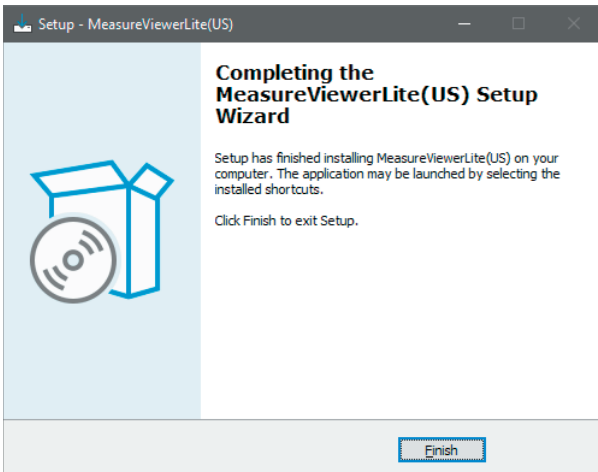 Setup - MeasureViewerLite(US)
Completing the
MeasureViewerLite(US) Setup
Wizard
Setup has finished installing MeasureViewerLite(US) on your
computer. The application may be launched by selecting the
installed shortcuts.
Click Finish to exit Setup.
Finish